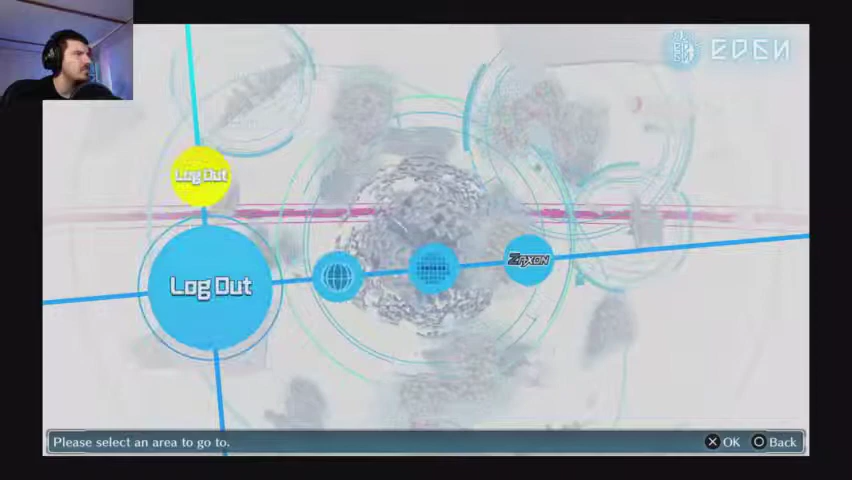 EDEN
Log Out
Log Out
ZAXON
Please select an area to go to.
OK Back